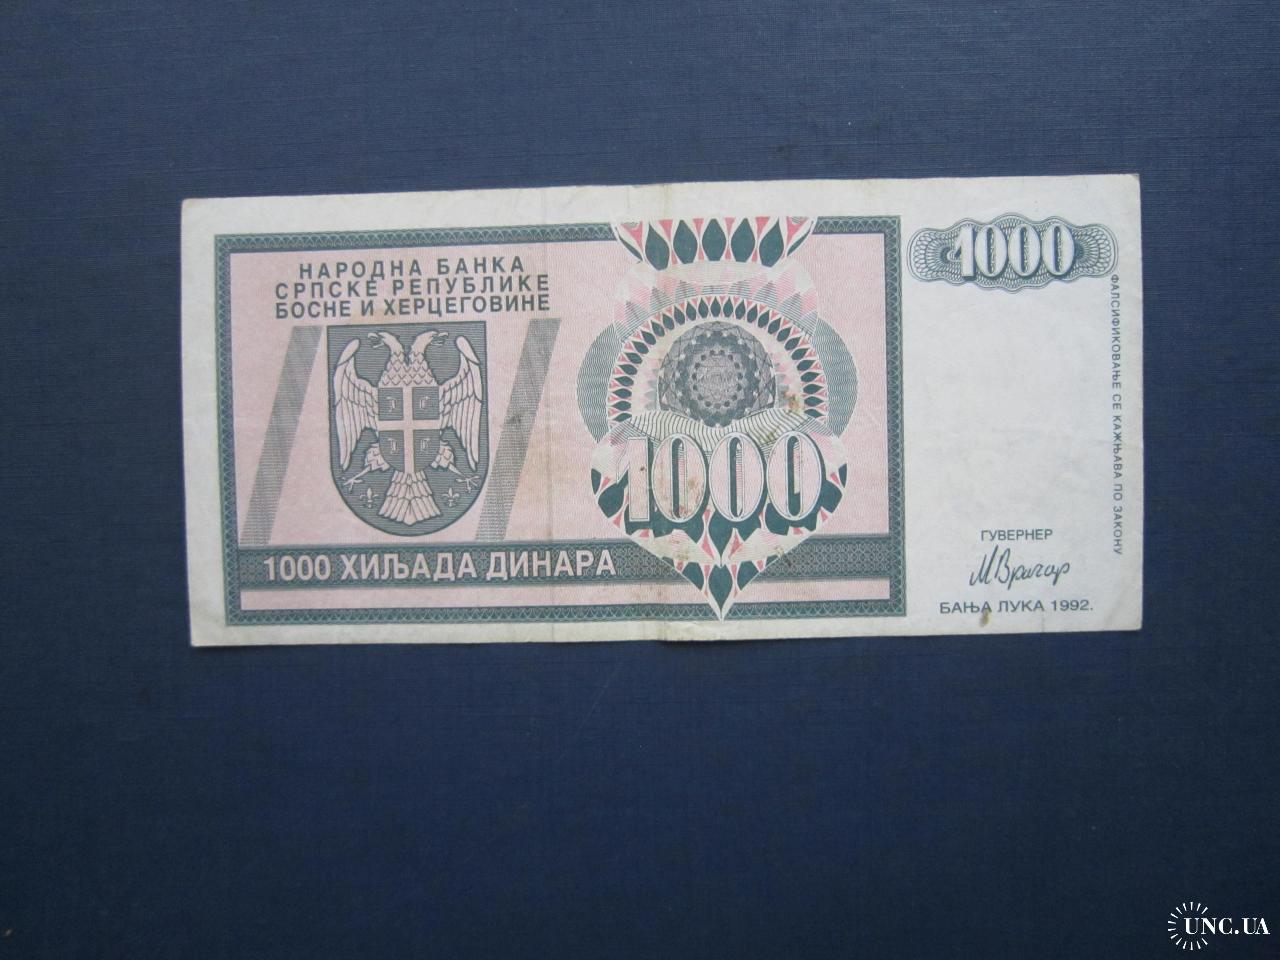 НАРОДНА БАНКА
СРПСКЕ РЕПУБЛИКЕ
БОСНЕ И ХЕРЦЕГОВИНЕ
1000
1000
1000 ХИЉАДА ДИНАРА
ФАЛСИФИКОВАЊЕ СЕ КАЖЊАВА ПО ЗАКОНУ
ГУВЕРНЕР
М Врачар
БАЊА ЛУКА 1992.
UNC.UA